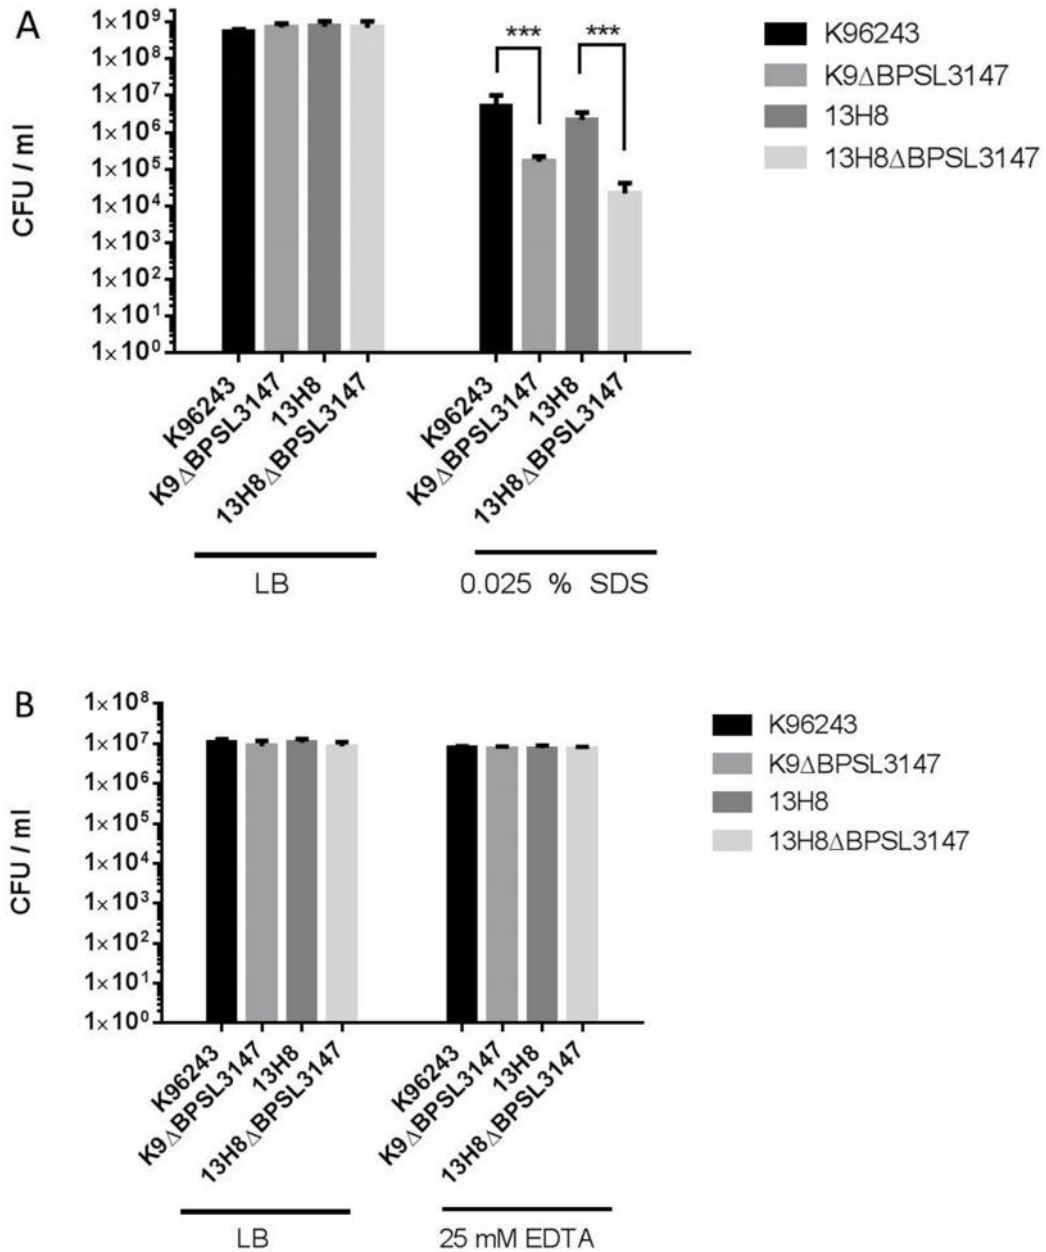 A
CFU / ml
1×10⁹
1×10⁸
1×10⁷
1×10⁶
1×10⁵
1×10⁴
1×10³
1×10²
1×10¹
1×10⁰
***
***
K96243
K9ΔBPSL3147
13H8
13H8ΔBPSL3147
K96243
K9ΔBPSL3147
13H8
13H8ΔBPSL3147
LB
K96243
K9ΔBPSL3147
13H8
13H8ΔBPSL3147
0.025 % SDS
B
CFU / ml
1×10⁸
1×10⁷
1×10⁶
1×10⁵
1×10⁴
1×10³
1×10²
1×10¹
1×10⁰
K96243
K9ΔBPSL3147
13H8
13H8ΔBPSL3147
K96243
K9ΔBPSL3147
13H8
13H8ΔBPSL3147
LB
K96243
K9ΔBPSL3147
13H8
13H8ΔBPSL3147
25 mM EDTA